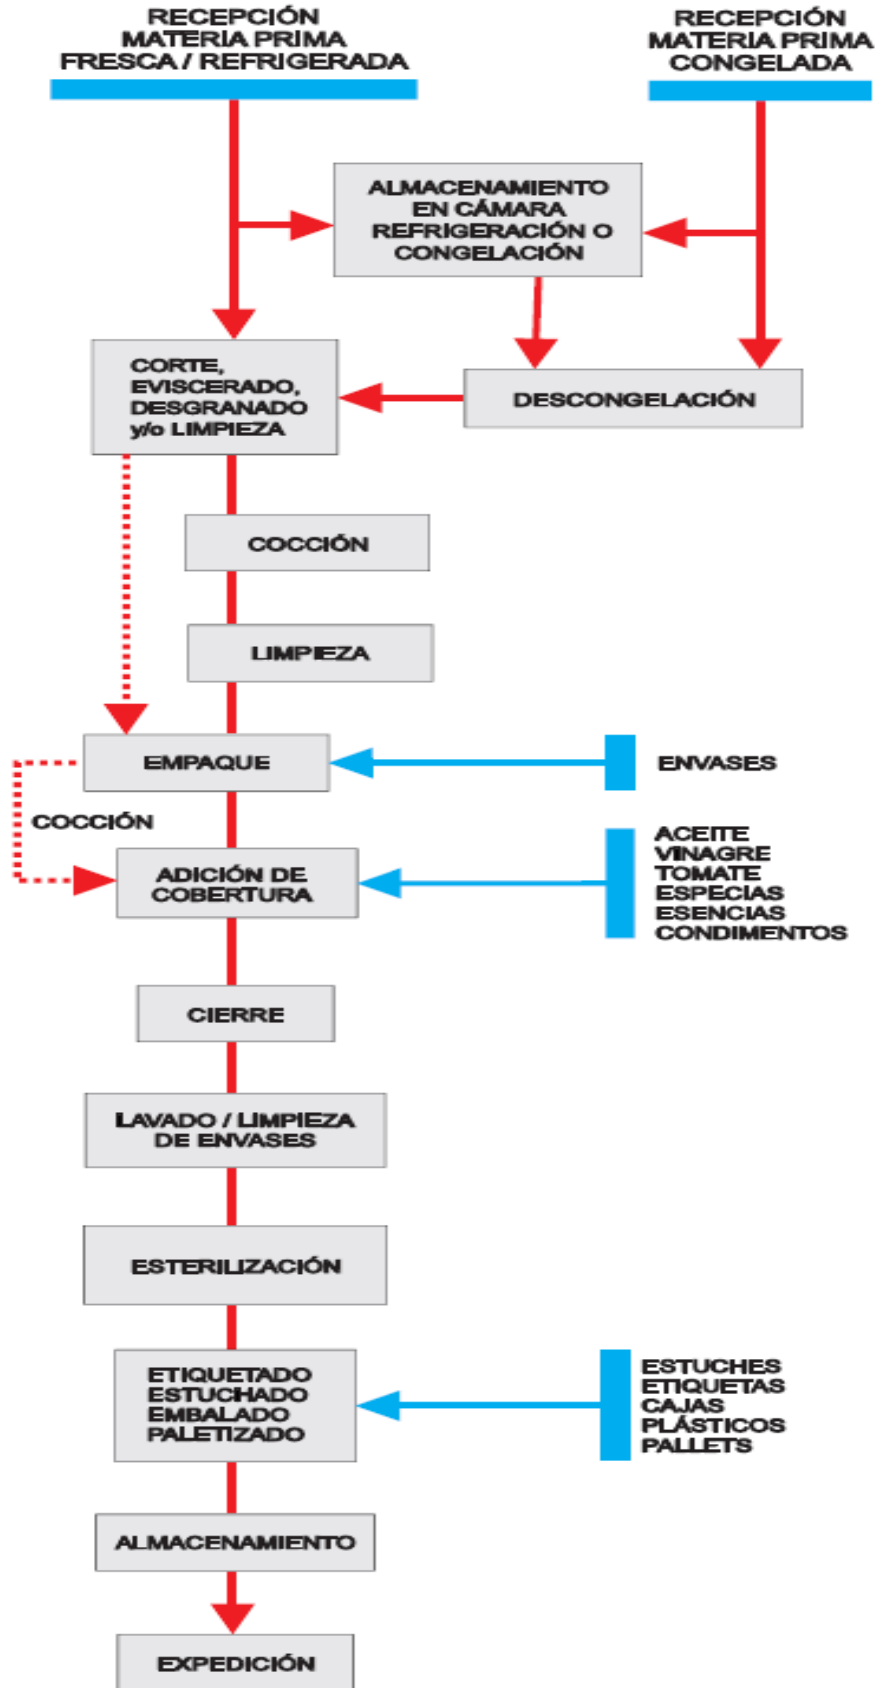 RECEPCIÓN
MATERIA PRIMA
FRESCA / REFRIGERADA
RECEPCIÓN
MATERIA PRIMA
CONGELADA
ALMACENAMIENTO
EN CÁMARA
REFRIGERACIÓN O
CONGELACIÓN
CORTE,
EVISCERADO,
DESGRANADO
y/o LIMPIEZA
DESCONGELACIÓN
COCCIÓN
LIMPIEZA
EMPAQUE
ENVASES
COCCIÓN
ADICIÓN DE
COBERTURA
ACEITE
VINAGRE
TOMATE
ESPECIAS
ESENCIAS
CONDIMENTOS
CIERRE
LAVADO / LIMPIEZA
DE ENVASES
ESTERILIZACIÓN
ETIQUETADO
ESTUCHADO
EMBALADO
PALETIZADO
ESTUCHES
ETIQUETAS
CAJAS
PLÁSTICOS
PALLETS
ALMACENAMIENTO
EXPEDICIÓN